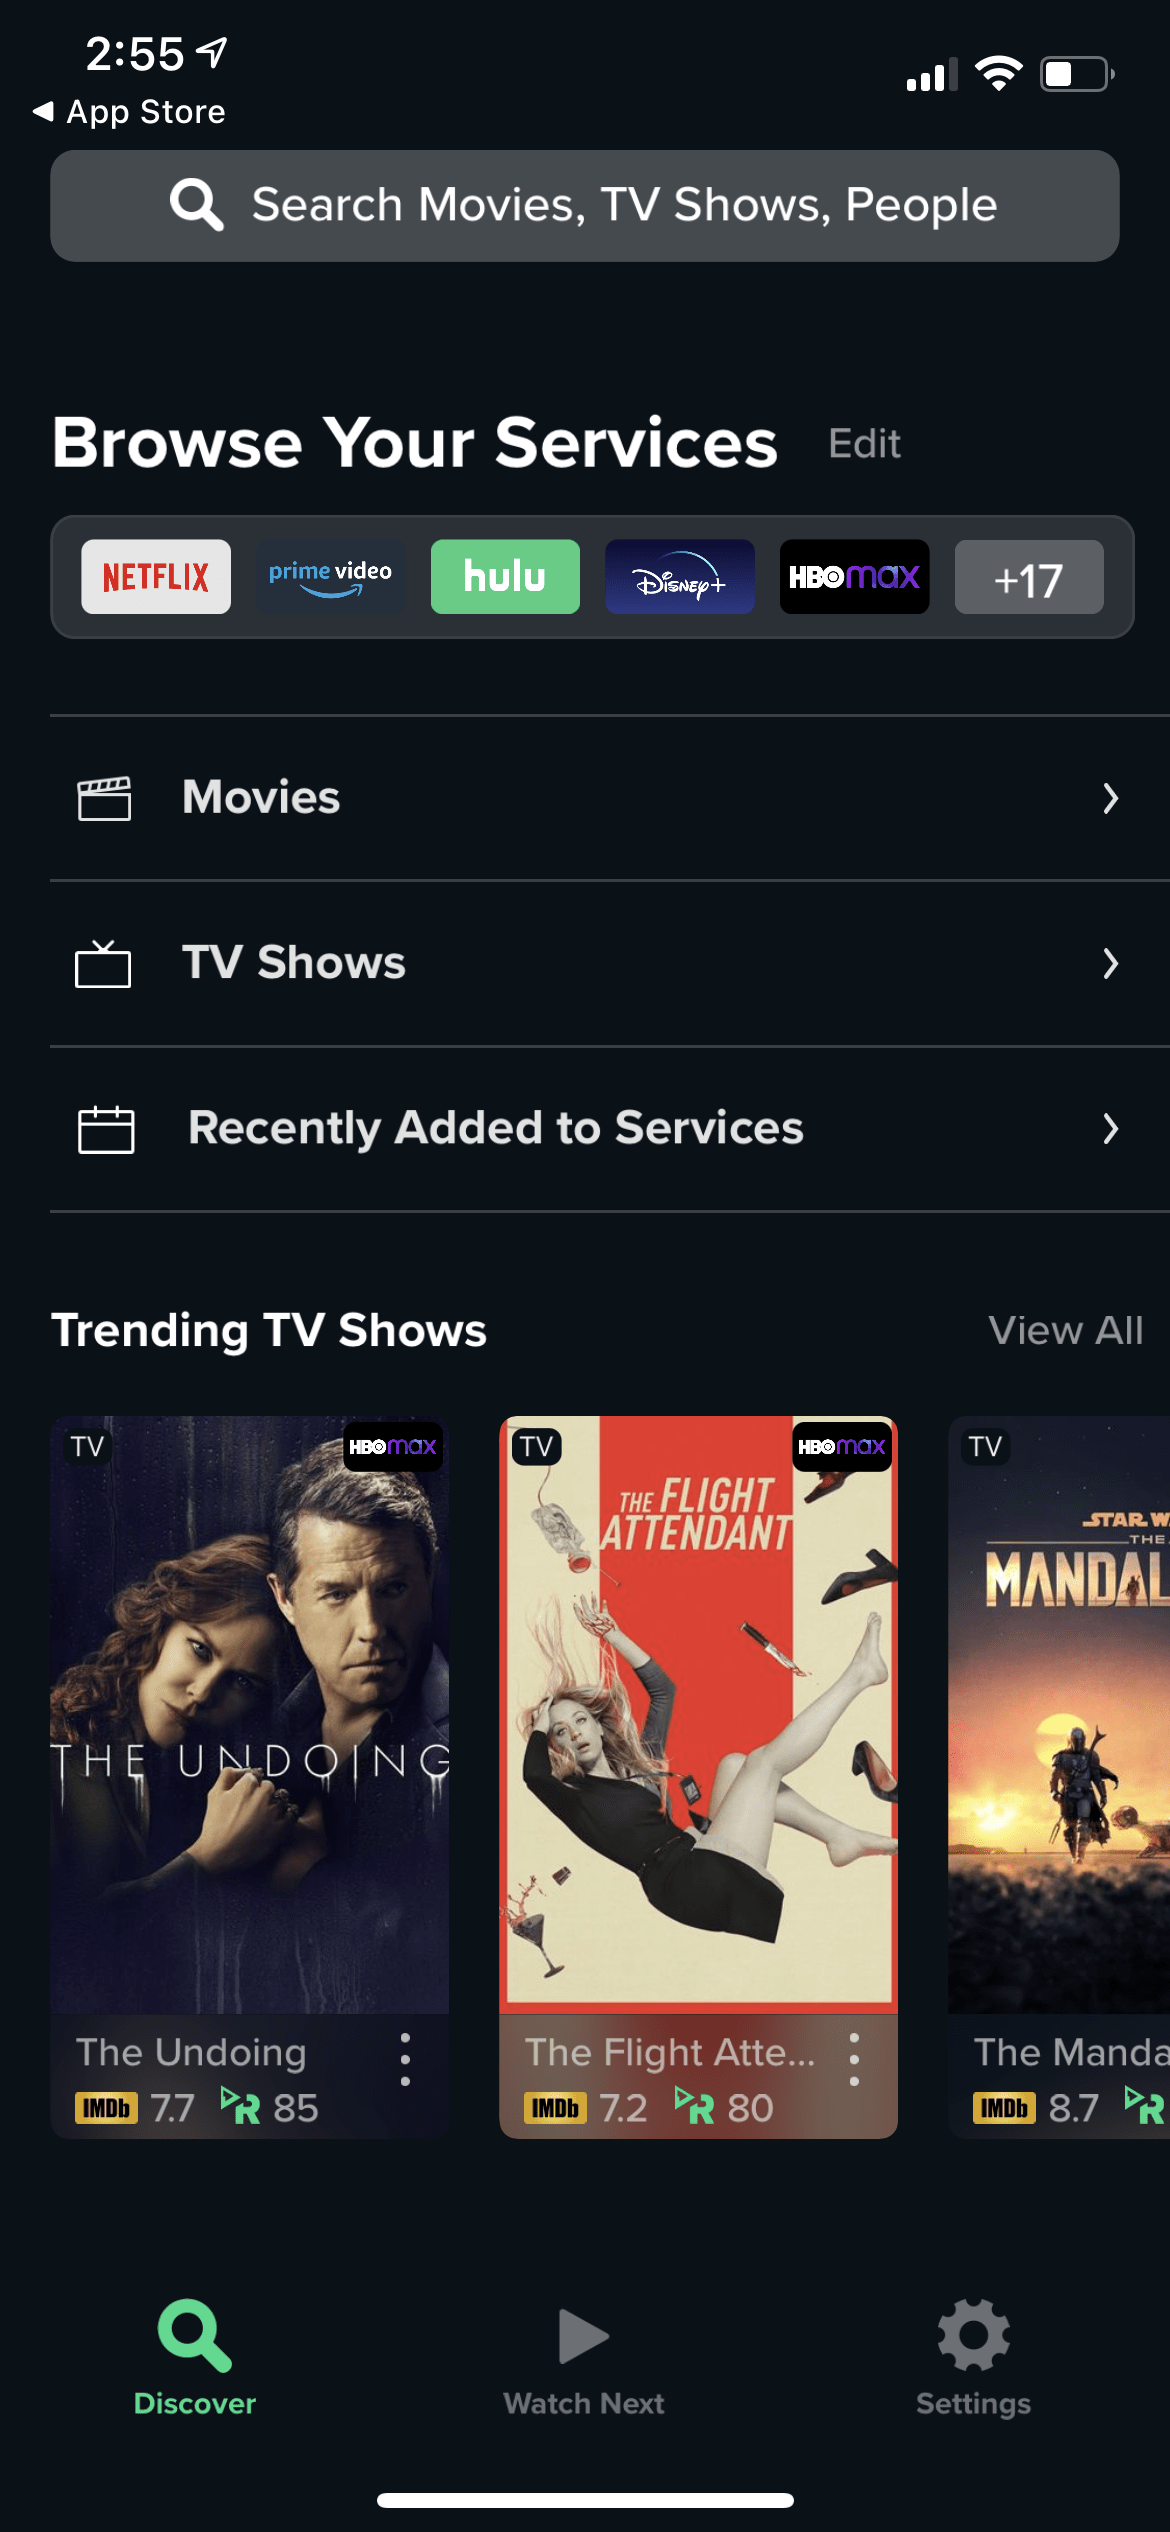 2:55
App Store
Search Movies, TV Shows, People
Browse Your Services Edit
NETFLIX prime video hulu Disney+ HBOmax +17
Movies
TV Shows
Recently Added to Services
Trending TV Shows View All
TV HBOmax
THE UNDOING
The Undoing
IMDb 7.7 R 85
TV HBOmax
THE FLIGHT
ATTENDANT
The Flight Atte...
IMDb 7.2 R 80
TV
STAR W
THE
MANDAL
The Manda
IMDb 8.7 R
Discover Watch Next Settings